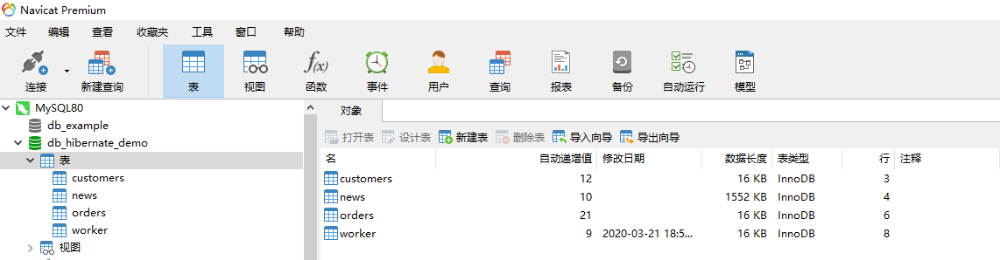 Navicat Premium
文件 编辑 查看 收藏夹 工具 窗口 帮助
连接 新建查询 表 视图 f(x) 函数 事件 用户 查询 报表 备份 自动运行 模型
MySQL80
db_example
db_hibernate_demo
表
customers
news
orders
worker
视图
对象
打开表 设计表 新建表 删除表 导入向导 导出向导
名 自动递增值 修改日期 数据长度 表类型 行 注释
customers 12 16 KB InnoDB 3
news 10 1552 KB InnoDB 4
orders 21 16 KB InnoDB 6
worker 9 2020-03-21 18:5... 16 KB InnoDB 8